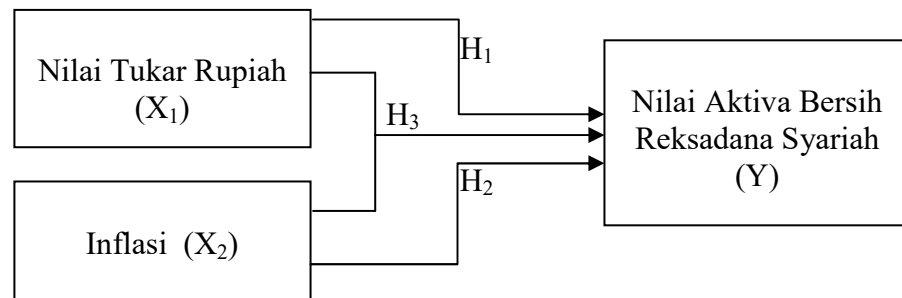 Nilai Tukar Rupiah
(X₁)
H₁
Nilai Aktiva Bersih
Reksadana Syariah
(Y)
H₃
H₂
Inflasi (X₂)